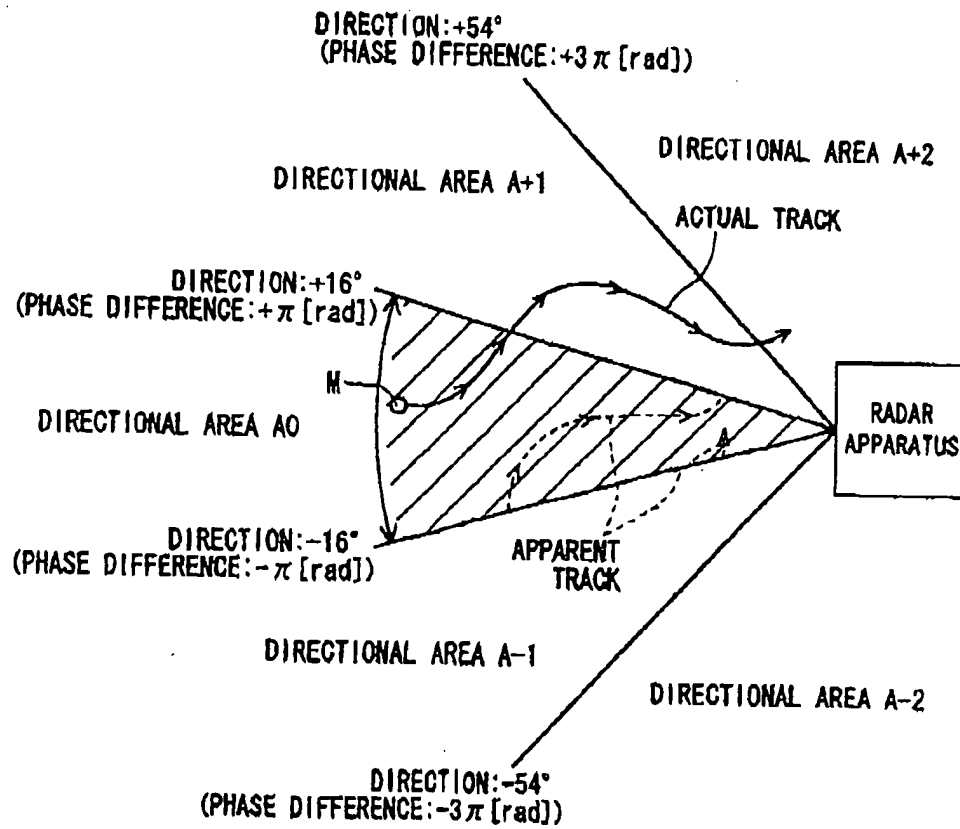 DIRECTION:+54°
(PHASE DIFFERENCE:+3π[rad])
DIRECTIONAL AREA A+2
DIRECTIONAL AREA A+1
ACTUAL TRACK
DIRECTION:+16°
(PHASE DIFFERENCE:+π[rad])
M
DIRECTIONAL AREA A0
RADAR
APPARATUS
DIRECTION:-16°
(PHASE DIFFERENCE:-π[rad])
APPARENT
TRACK
DIRECTIONAL AREA A-1
DIRECTIONAL AREA A-2
DIRECTION:-54°
(PHASE DIFFERENCE:-3π[rad])